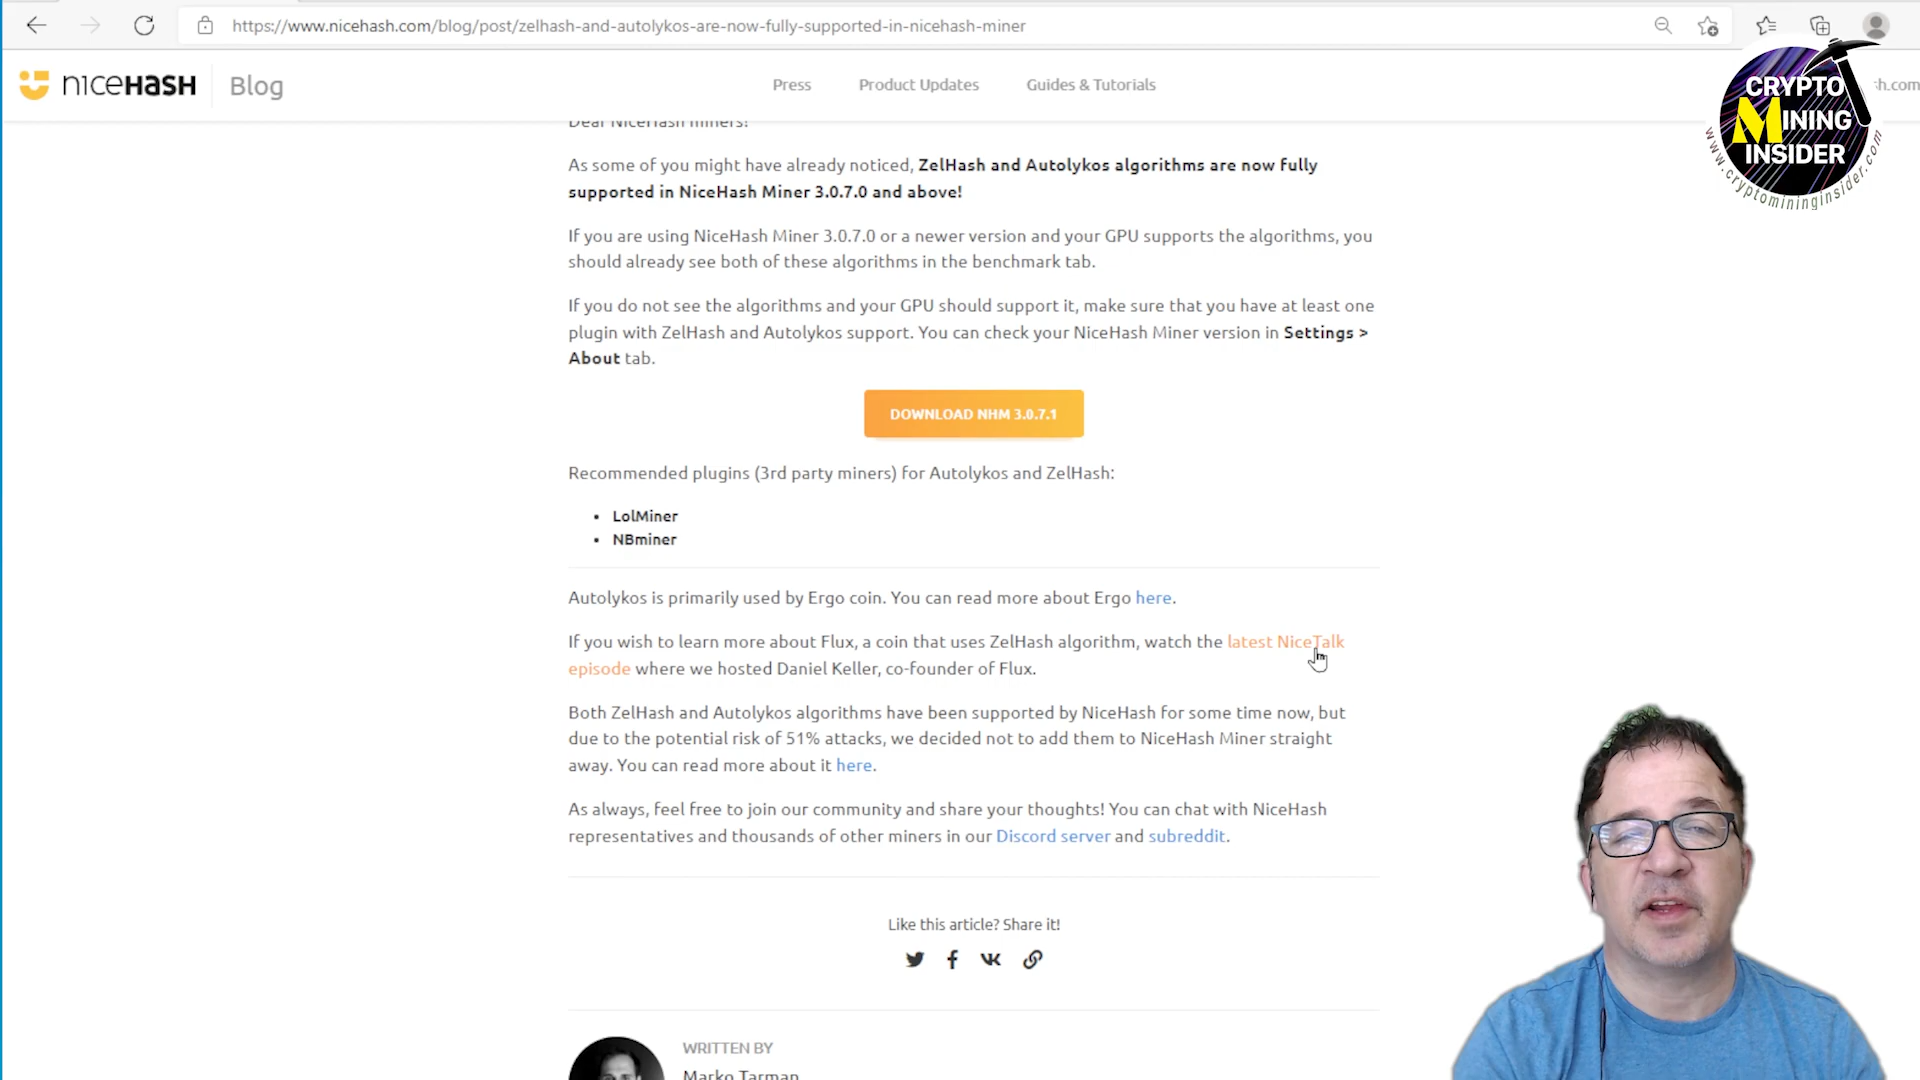 https://www.nicehash.com/blog/post/zelhash-and-autolykos-are-now-fully-supported-in-nicehash-miner
nicehash
Blog
Press
Product Updates
Guides & Tutorials
sh.com
CRYPTO
MINING
INSIDER
www.cryptomininginsider.com
Dear NiceHash miners!
As some of you might have already noticed, ZelHash and Autolykos algorithms are now fully
supported in NiceHash Miner 3.0.7.0 and above!
If you are using NiceHash Miner 3.0.7.0 or a newer version and your GPU supports the algorithms, you
should already see both of these algorithms in the benchmark tab.
If you do not see the algorithms and your GPU should support it, make sure that you have at least one
plugin with ZelHash and Autolykos support. You can check your NiceHash Miner version in Settings >
About tab.
DOWNLOAD NHM 3.0.7.1
Recommended plugins (3rd party miners) for Autolykos and ZelHash:
• LolMiner
• NBminer
Autolykos is primarily used by Ergo coin. You can read more about Ergo here.
If you wish to learn more about Flux, a coin that uses ZelHash algorithm, watch the latest NiceTalk
episode where we hosted Daniel Keller, co-founder of Flux.
Both ZelHash and Autolykos algorithms have been supported by NiceHash for some time now, but
due to the potential risk of 51% attacks, we decided not to add them to NiceHash Miner straight
away. You can read more about it here.
As always, feel free to join our community and share your thoughts! You can chat with NiceHash
representatives and thousands of other miners in our Discord server and subreddit.
Like this article? Share it!
WRITTEN BY
Marko Tarman